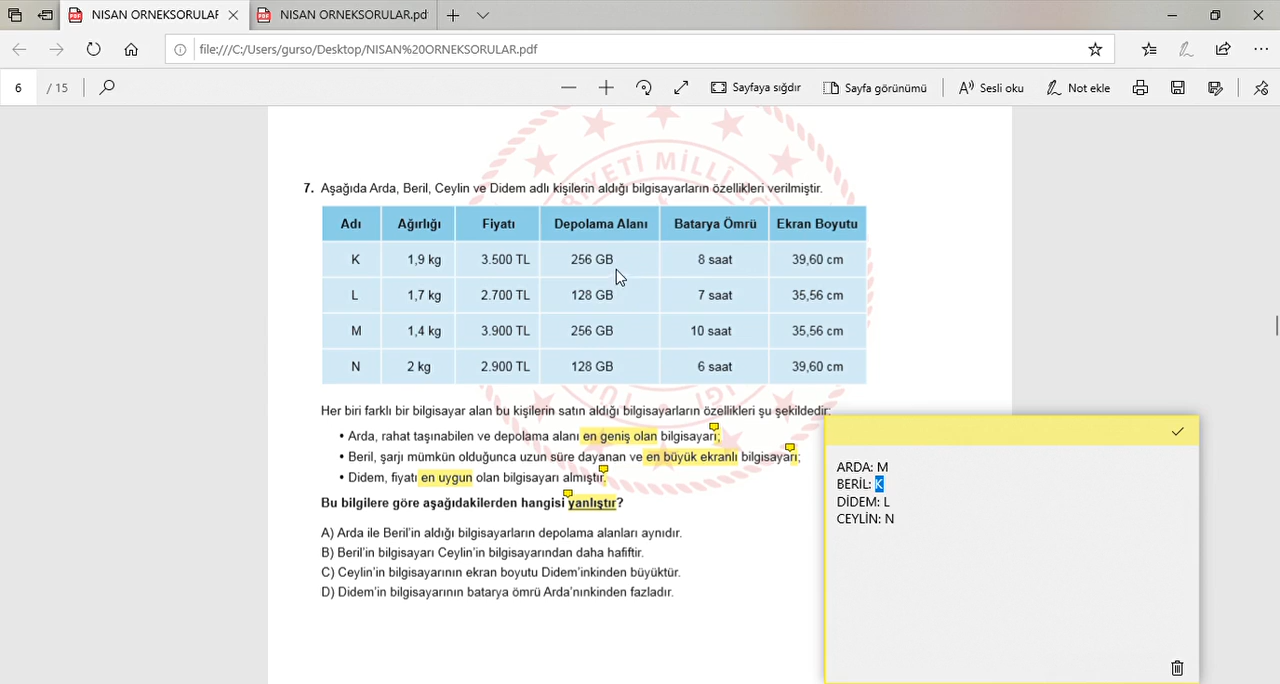 NISAN ORNEKSORULAR
NISAN ORNEKSORULAR.pd
file:///C:/Users/gurso/Desktop/NISAN%20ORNEKSORULAR.pdf
6 / 15
Sayfaya sığdır
Sayfa görünümü
Sesli oku
Not ekle
7. Aşağıda Arda, Beril, Ceylin ve Didem adlı kişilerin aldığı bilgisayarların özellikleri verilmiştir.
Adı Ağırlığı Fiyatı Depolama Alanı Batarya Ömrü Ekran Boyutu
K 1,9 kg 3.500 TL 256 GB 8 saat 39,60 cm
L 1,7 kg 2.700 TL 128 GB 7 saat 35,56 cm
M 1,4 kg 3.900 TL 256 GB 10 saat 35,56 cm
N 2 kg 2.900 TL 128 GB 6 saat 39,60 cm
Her biri farklı bir bilgisayar alan bu kişilerin satın aldığı bilgisayarların özellikleri şu şekildedir:
• Arda, rahat taşınabilen ve depolama alanı en geniş olan bilgisayarı;
• Beril, şarjı mümkün olduğunca uzun süre dayanan ve en büyük ekranlı bilgisayarı;
• Didem, fiyatı en uygun olan bilgisayarı almıştır.
Bu bilgilere göre aşağıdakilerden hangisi yanlıştır?
A) Arda ile Beril'in aldığı bilgisayarların depolama alanları aynıdır.
B) Beril'in bilgisayarı Ceylin'in bilgisayarından daha hafiftir.
C) Ceylin'in bilgisayarının ekran boyutu Didem'inkinden büyüktür.
D) Didem'in bilgisayarının batarya ömrü Arda'nınkinden fazladır.
ARDA: M
BERİL: K
DİDEM: L
CEYLİN: N